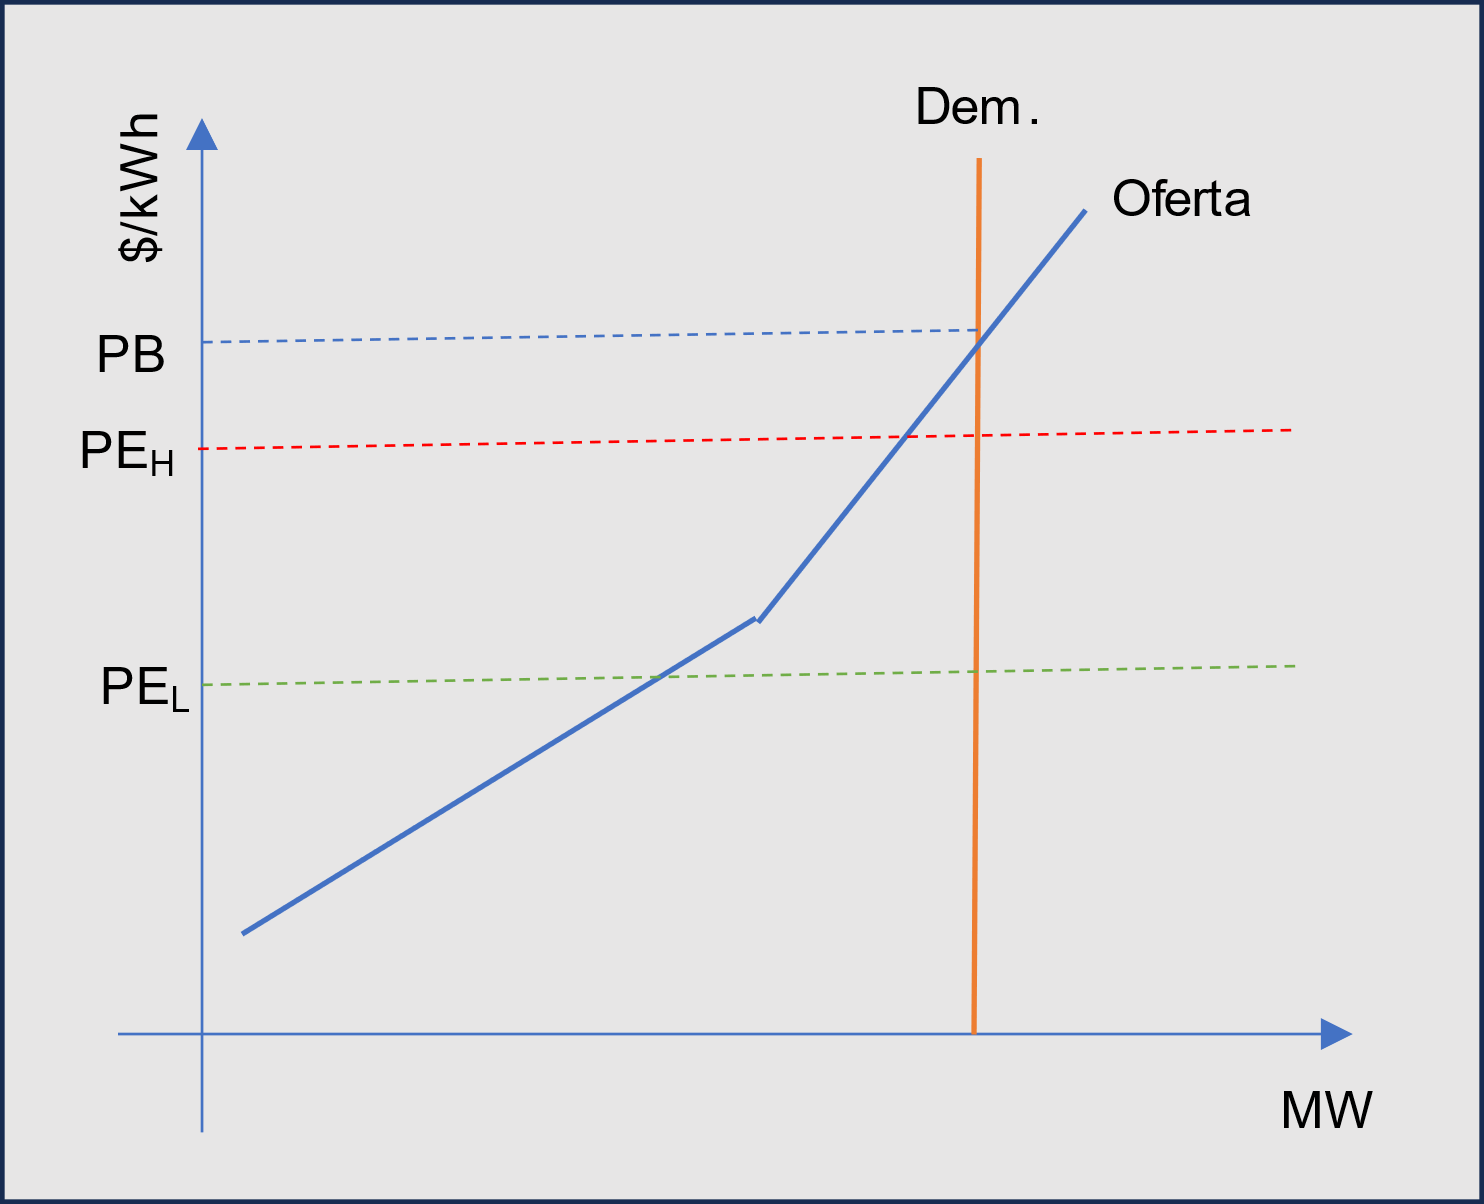 Dem.
Oferta
$/kWh
PB
PEH
PEL
MW